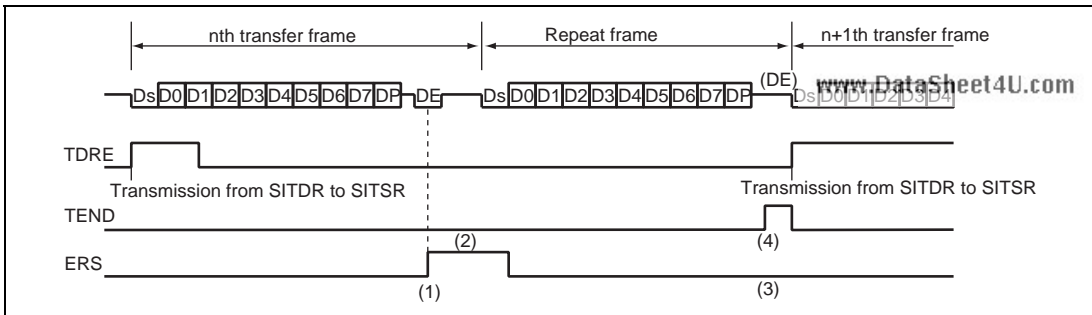 nth transfer frame Repeat frame n+1th transfer frame
(DE) www.DataSheet4U.com
Ds D0 D1 D2 D3 D4 D5 D6 D7 DP DE Ds D0 D1 D2 D3 D4 D5 D6 D7 DP Ds D0 D1 D2 D3 D4
TDRE
Transmission from SITDR to SITSR Transmission from SITDR to SITSR
TEND
(2) (4)
ERS
(1) (3)